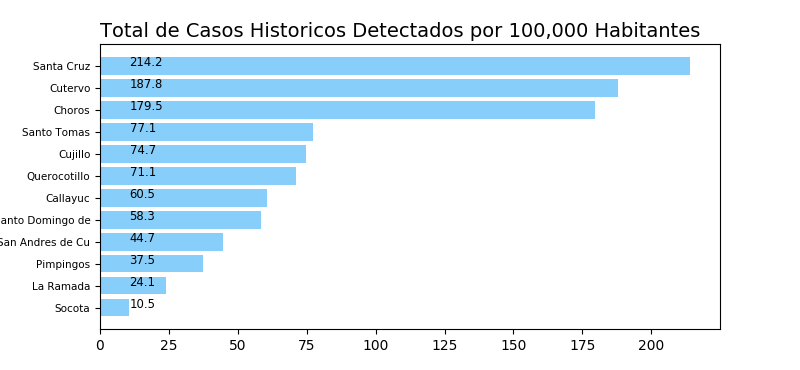 Total de Casos Historicos Detectados por 100,000 Habitantes
Santa Cruz 214.2
Cutervo 187.8
Choros 179.5
Santo Tomas 77.1
Cujillo 74.7
Querocotillo 71.1
Callayuc 60.5
anto Domingo de 58.3
San Andres de Cu 44.7
Pimpingos 37.5
La Ramada 24.1
Socota 10.5
0 25 50 75 100 125 150 175 200